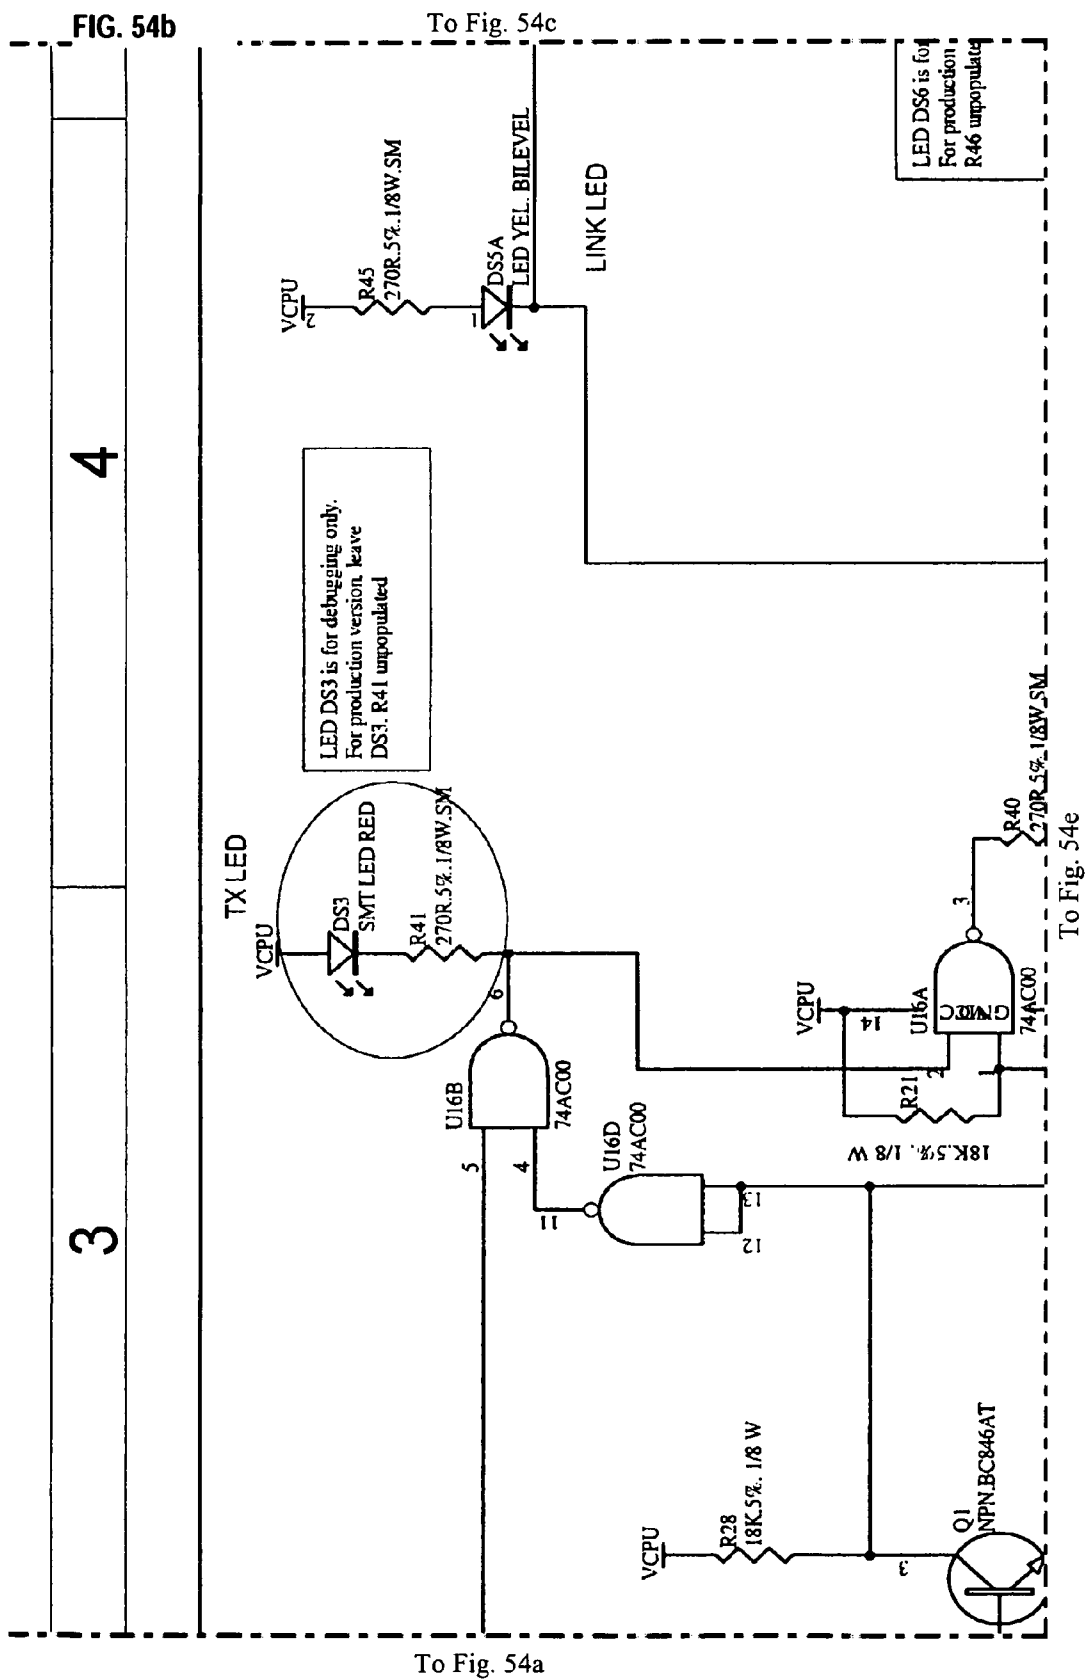 FIG. 54b
To Fig. 54c
4
3
VCPU
2
R45
270R.5%.1/8W.SM
1
DS5A
LED YEL. BILEVEL
LINK LED
LED DS6 is for
For production
R46 unpopulate
LED DS3 is for debugging only.
For production version, leave
DS3. R41 unpopulated
TX LED
VCPU
DS3
SMT LED RED
R41
270R.5%.1/8W.SM
6
U16B
74AC00
5
4
U16D
74AC00
11
13
12
VCPU
14
U16A
74AC00
2
1
3
R21
18K.5%. 1/8 W
R40
270R.5%.1/8W.SM
VCPU
R28
18K.5%. 1/8 W
3
Q1
NPN.BC846AT
To Fig. 54e
To Fig. 54a